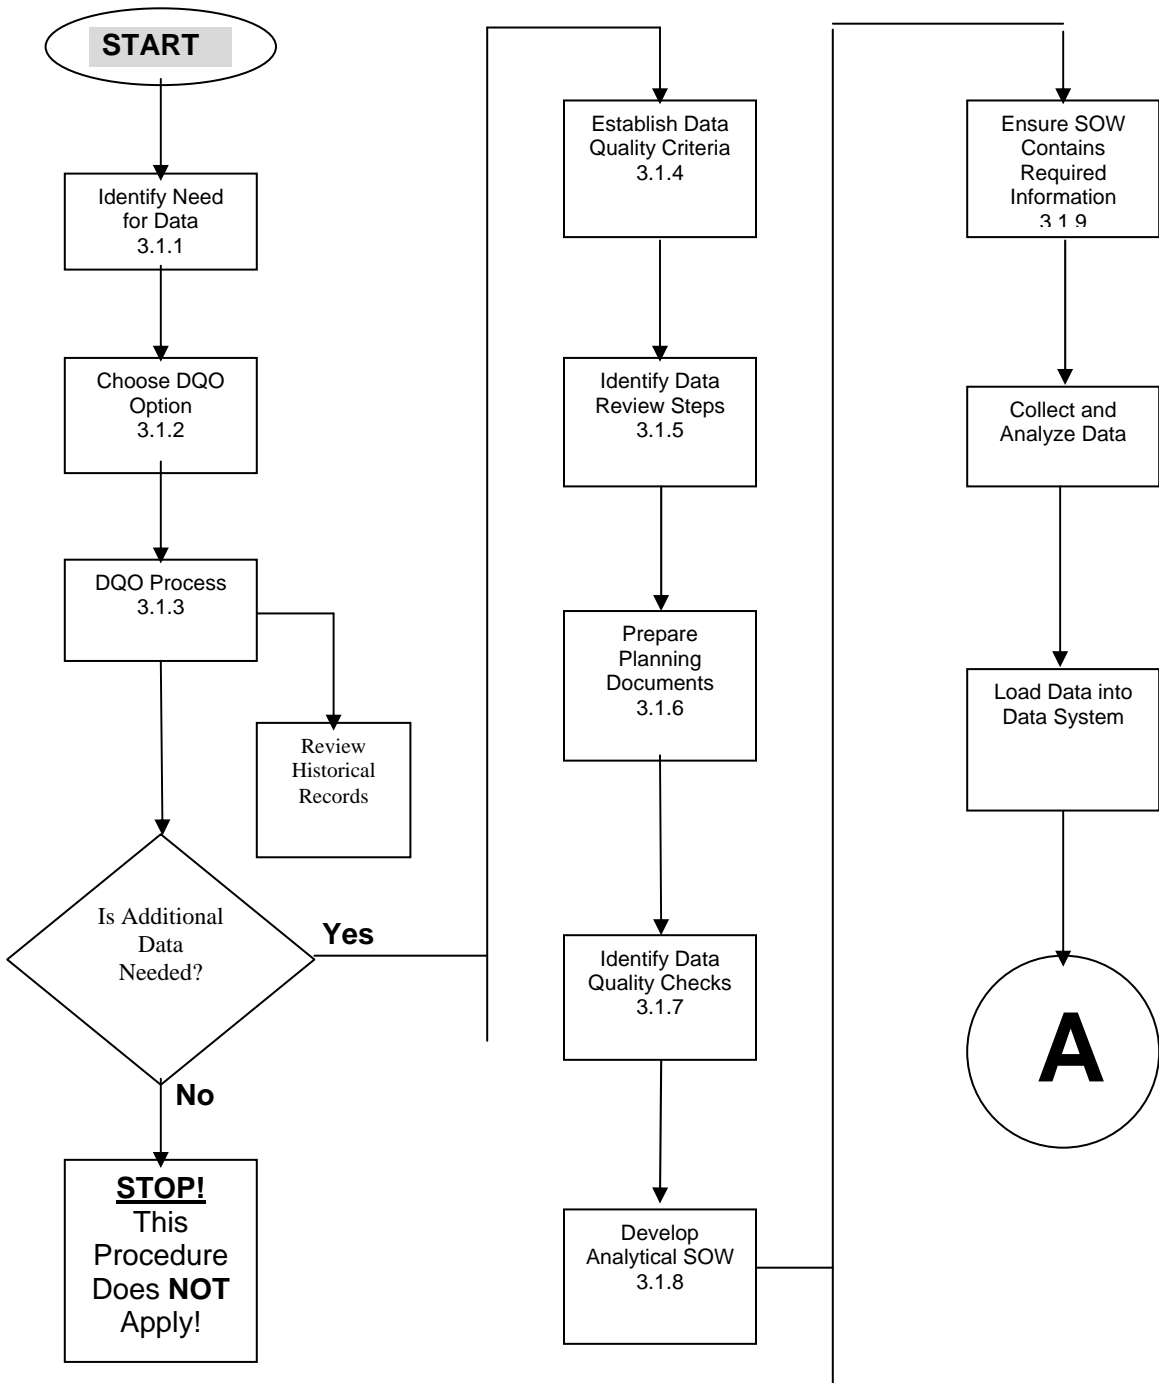 START
Identify Need
for Data
3.1.1
Choose DQO
Option
3.1.2
DQO Process
3.1.3
Review
Historical
Records
Is Additional
Data
Needed?
Yes
No
STOP!
This
Procedure
Does NOT
Apply!
Establish Data
Quality Criteria
3.1.4
Identify Data
Review Steps
3.1.5
Prepare
Planning
Documents
3.1.6
Identify Data
Quality Checks
3.1.7
Develop
Analytical SOW
3.1.8
Ensure SOW
Contains
Required
Information
3.1.9
Collect and
Analyze Data
Load Data into
Data System
A